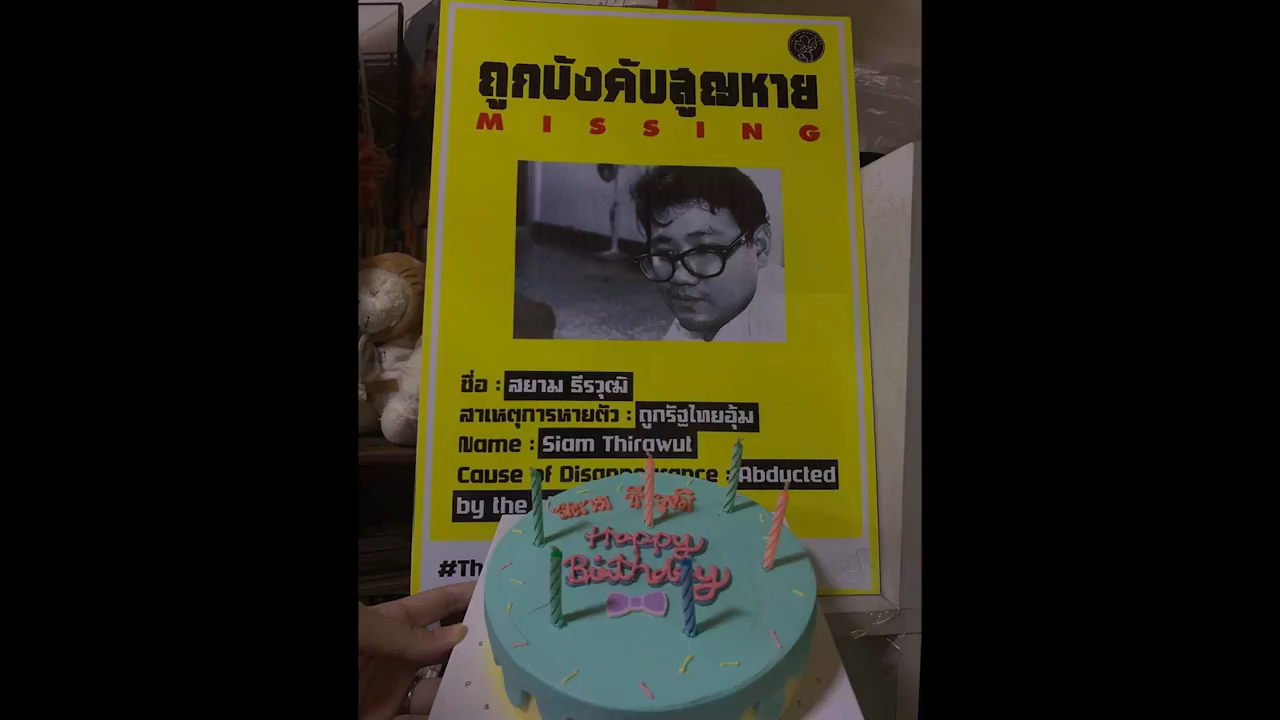 ถูกบังคับสูญหาย
MISSING
ชื่อ : สยาม ธีรวุฒิ
สาเหตุการหายตัว : ถูกรัฐไทยอุ้ม
Name : Siam Thirawut
Cause of Disappearance : Abducted
by the
#Th
สยาม ธีรวุฒิ
Happy
Birthday